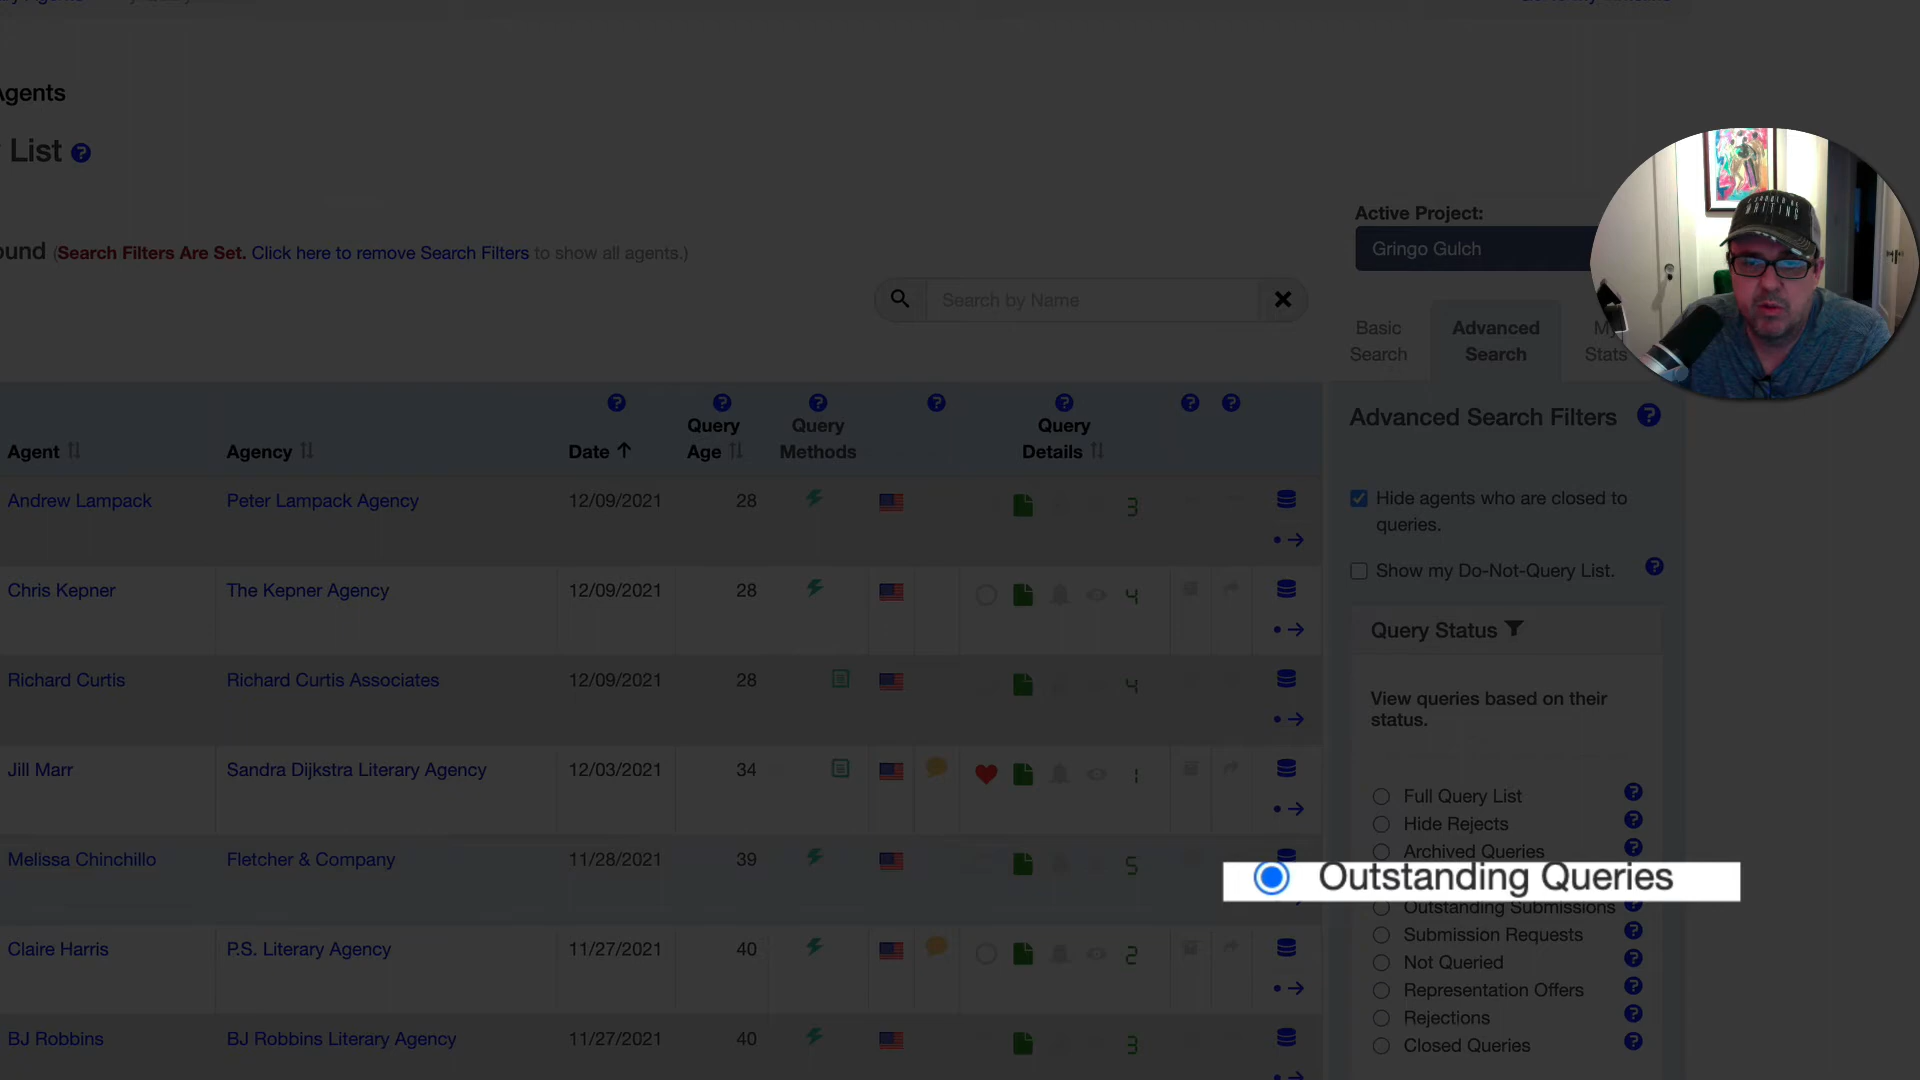 Agents
List
ound (Search Filters Are Set. Click here to remove Search Filters to show all agents.)
Search by Name
Active Project:
Gringo Gulch
WRITING
Basic
Search
Advanced
Search
My
Stats
Agent
Agency
Date
Query
Age
Query
Methods
Query
Details
Andrew Lampack Peter Lampack Agency 12/09/2021 28 3
Chris Kepner The Kepner Agency 12/09/2021 28 4
Richard Curtis Richard Curtis Associates 12/09/2021 28 4
Jill Marr Sandra Dijkstra Literary Agency 12/03/2021 34 1
Melissa Chinchillo Fletcher & Company 11/28/2021 39 5
Claire Harris P.S. Literary Agency 11/27/2021 40 2
BJ Robbins BJ Robbins Literary Agency 11/27/2021 40 3
Advanced Search Filters
Hide agents who are closed to
queries.
Show my Do-Not-Query List.
Query Status
View queries based on their
status.
Full Query List
Hide Rejects
Archived Queries
Outstanding Queries
Outstanding Submissions
Submission Requests
Not Queried
Representation Offers
Rejections
Closed Queries